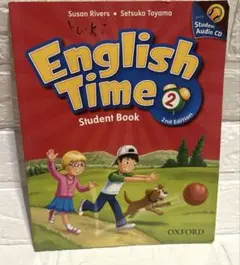 Susan Rivers • Setsuko Toyama
English
Time 2
2nd Edition
Student Book
Student
Audio CD
OXFORD